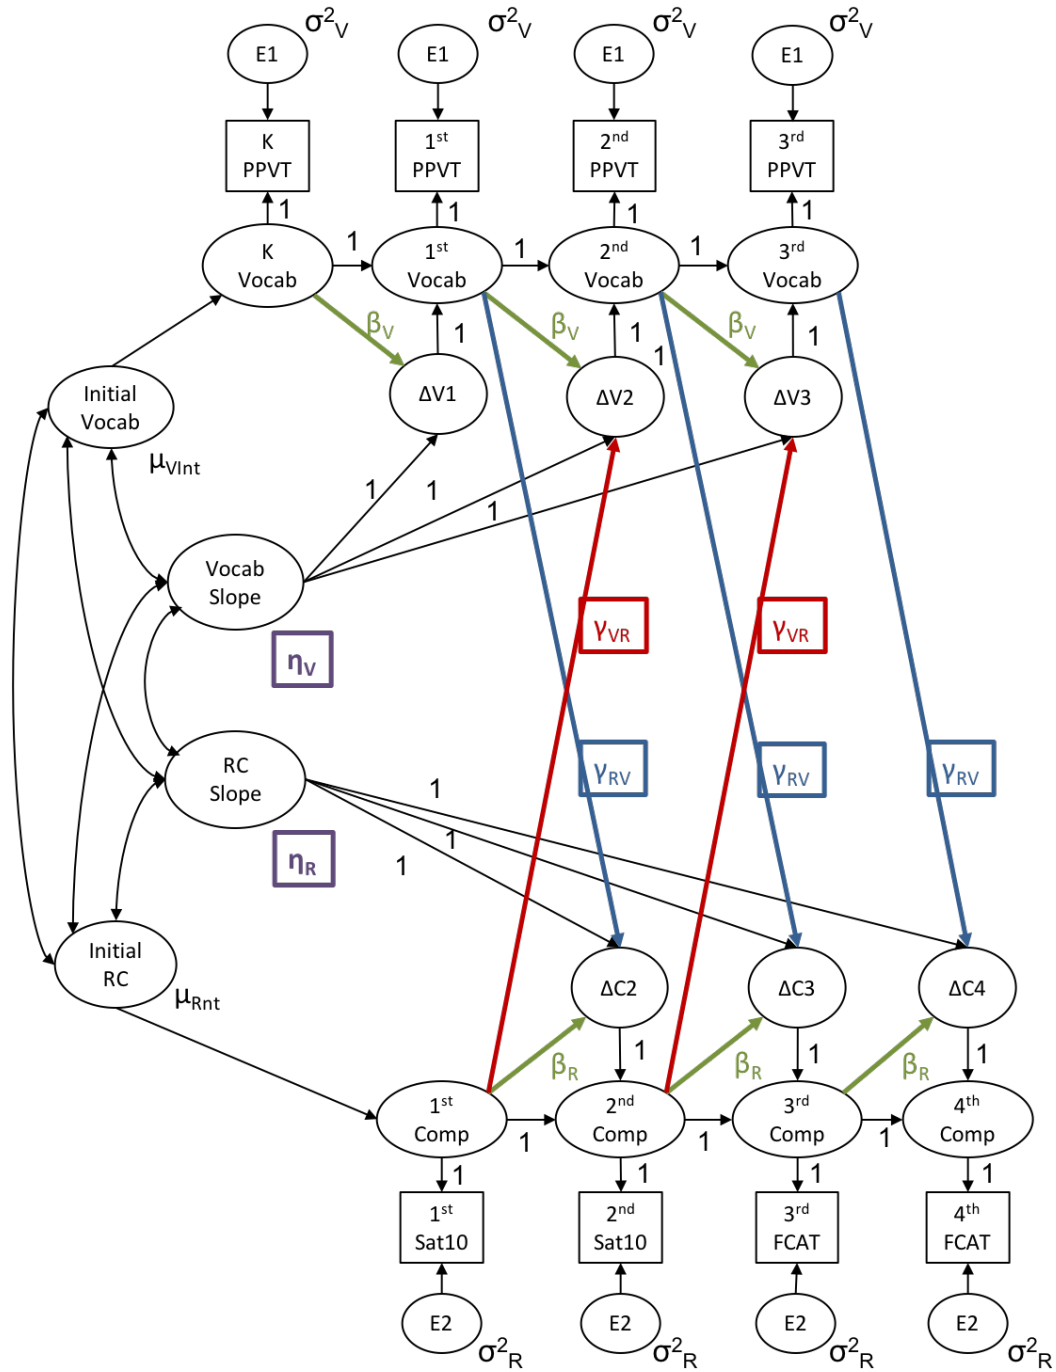 σ²V σ²V σ²V σ²V
E1 E1 E1 E1
K 1st 2nd 3rd
PPVT PPVT PPVT PPVT
1 1 1 1
1 1 1
K 1st 2nd 3rd
Vocab Vocab Vocab Vocab
βV βV βV
1 1 1
1
Initial
Vocab
ΔV1 ΔV2 ΔV3
μVInt
1 1 1
Vocab
Slope
γVR γVR
ηV
RC
Slope
γRV γRV γRV
1
1
1
ηR
Initial
RC
μRnt
ΔC2 ΔC3 ΔC4
1 1 1
βR βR βR
1st 2nd 3rd 4th
Comp Comp Comp Comp
1 1 1
1 1 1 1
1st 2nd 3rd 4th
Sat10 Sat10 FCAT FCAT
E2 E2 E2 E2
σ²R σ²R σ²R σ²R